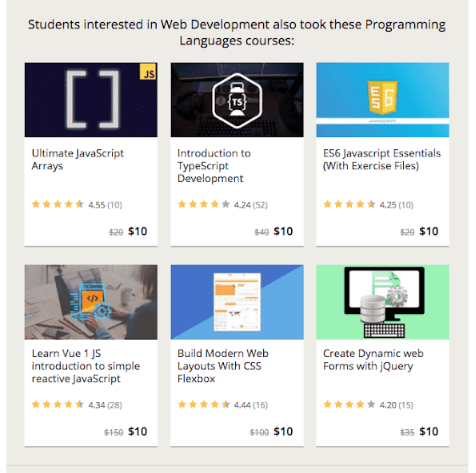 Students interested in Web Development also took these Programming
Languages courses:
JS
TS
ES
6
Ultimate JavaScript
Arrays
4.55 (10)
$20 $10
Introduction to
TypeScript
Development
4.24 (52)
$40 $10
ES6 Javascript Essentials
(With Exercise Files)
4.25 (10)
$20 $10
Learn Vue 1 JS
introduction to simple
reactive JavaScript
4.34 (28)
$150 $10
Build Modern Web
Layouts With CSS
Flexbox
4.44 (16)
$100 $10
Create Dynamic web
Forms with jQuery
4.20 (15)
$35 $10